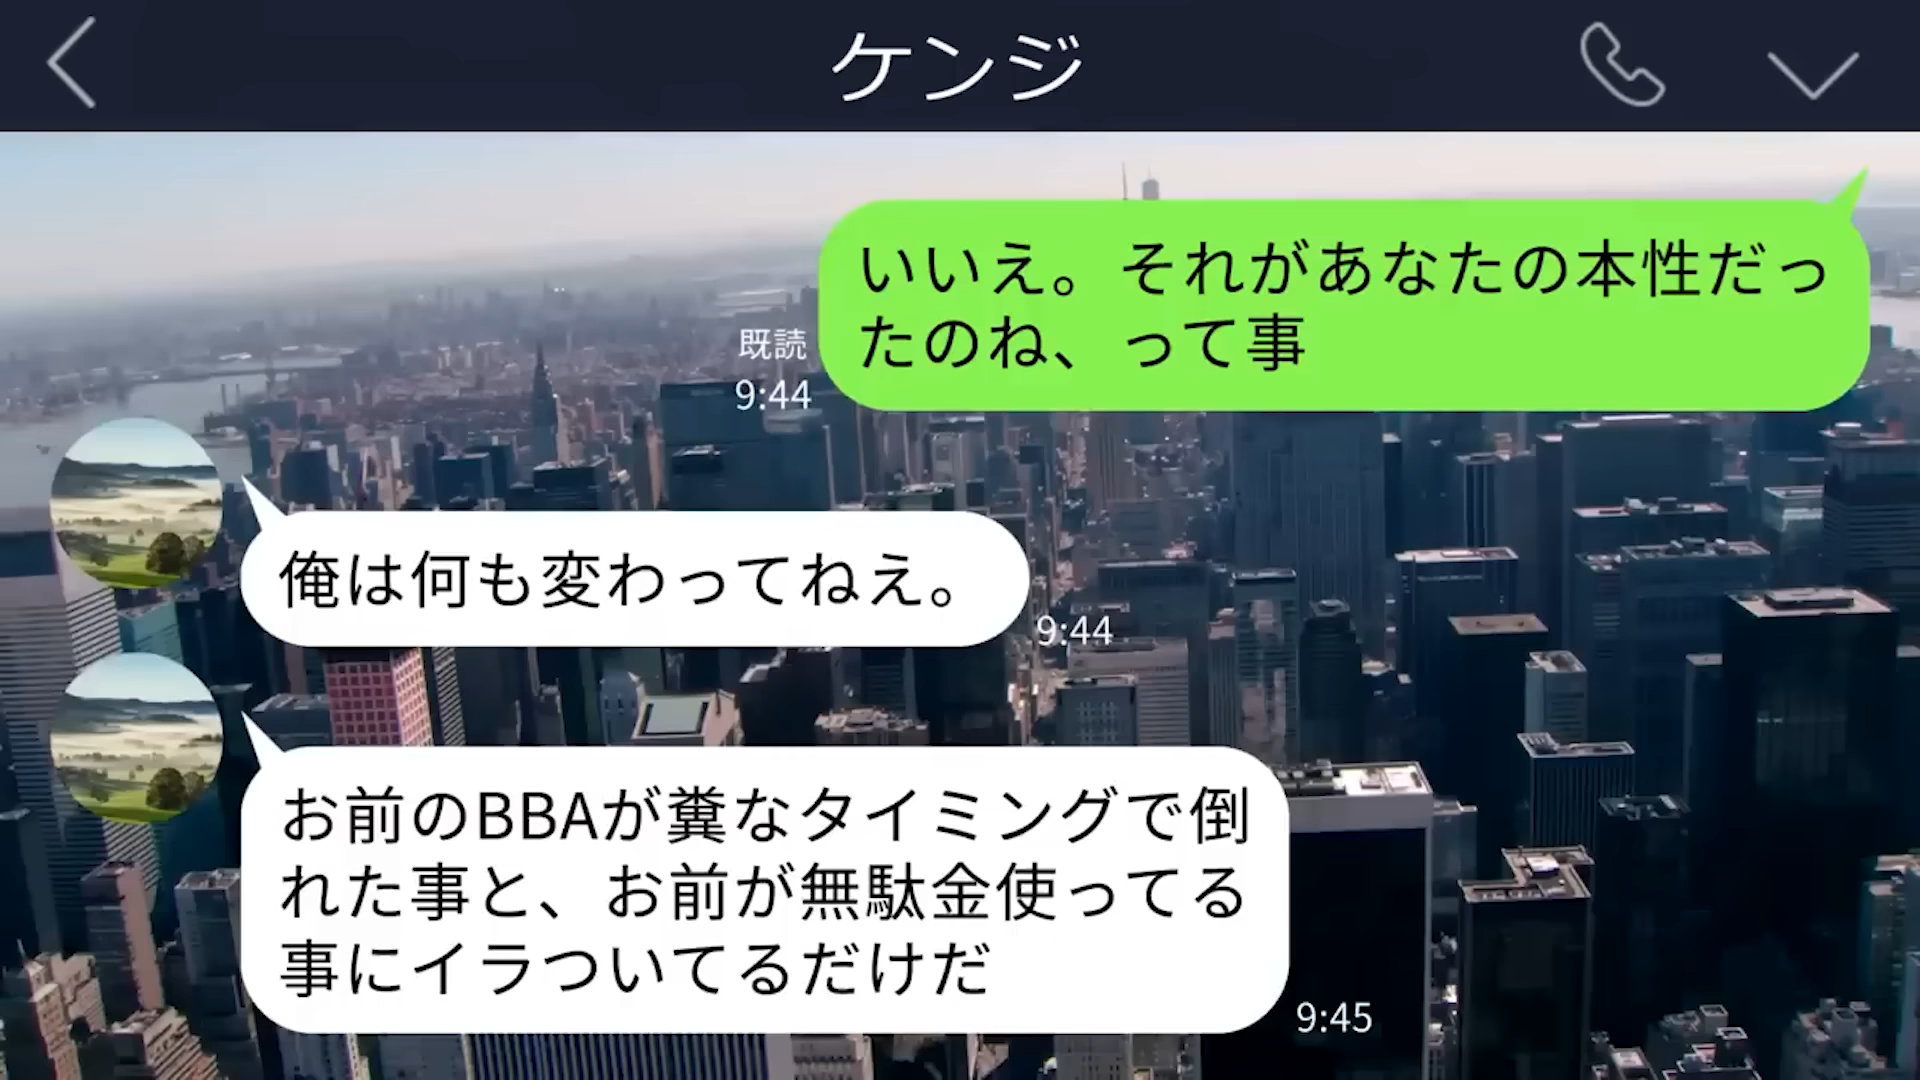 ケンジ
いいえ。それがあなたの本性だっ
たのね、って事
既読
9:44
俺は何も変わってねえ。
9:44
お前のBBAが糞なタイミングで倒
れた事と、お前が無駄金使ってる
事にイラついてるだけだ
9:45